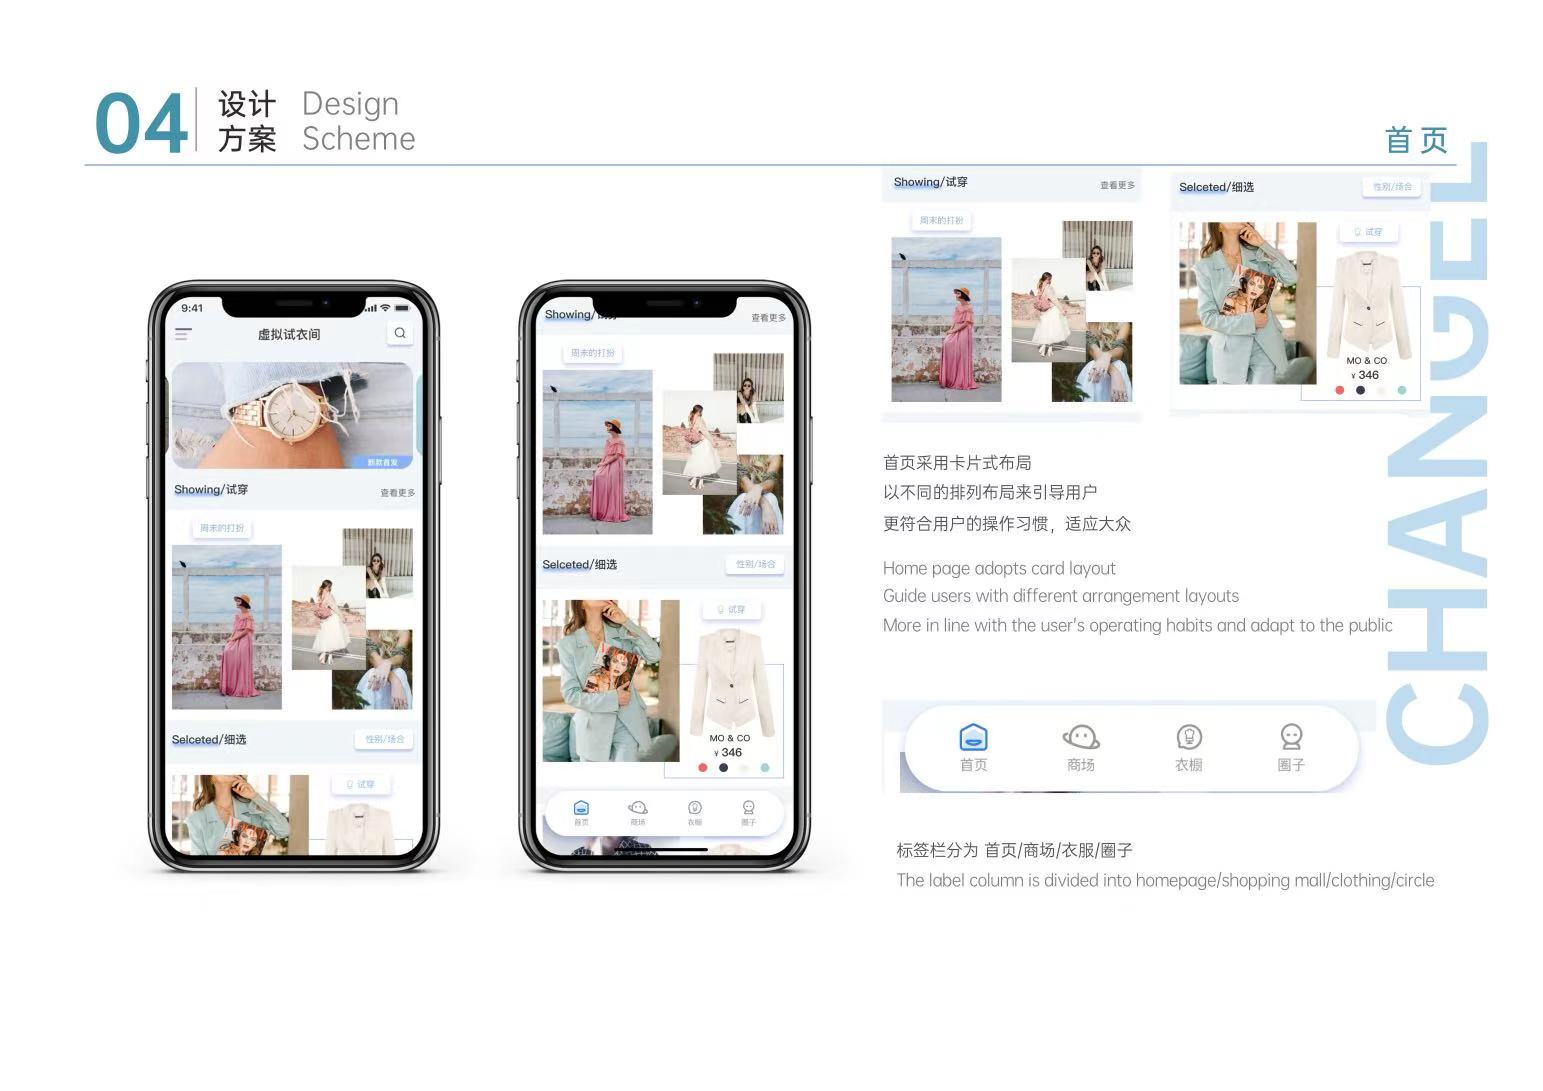 04
设计
方案
Design
Scheme
首页
9:41
虚拟试衣间
新款首发
Showing/试穿
查看更多
周末的打扮
Selceted/细选
性别/场合
试穿
Showing/
查看更多
周末的打扮
Selceted/细选
性别/场合
试穿
MO & CO
¥ 346
首页
商场
衣橱
圈子
Showing/试穿
查看更多
周末的打扮
Selceted/细选
性别/场合
试穿
MO & CO
¥ 346
首页采用卡片式布局
以不同的排列布局来引导用户
更符合用户的操作习惯，适应大众
Home page adopts card layout
Guide users with different arrangement layouts
More in line with the user's operating habits and adapt to the public
首页
商场
衣橱
圈子
标签栏分为 首页/商场/衣服/圈子
The label column is divided into homepage/shopping mall/clothing/circle
CHANGEL